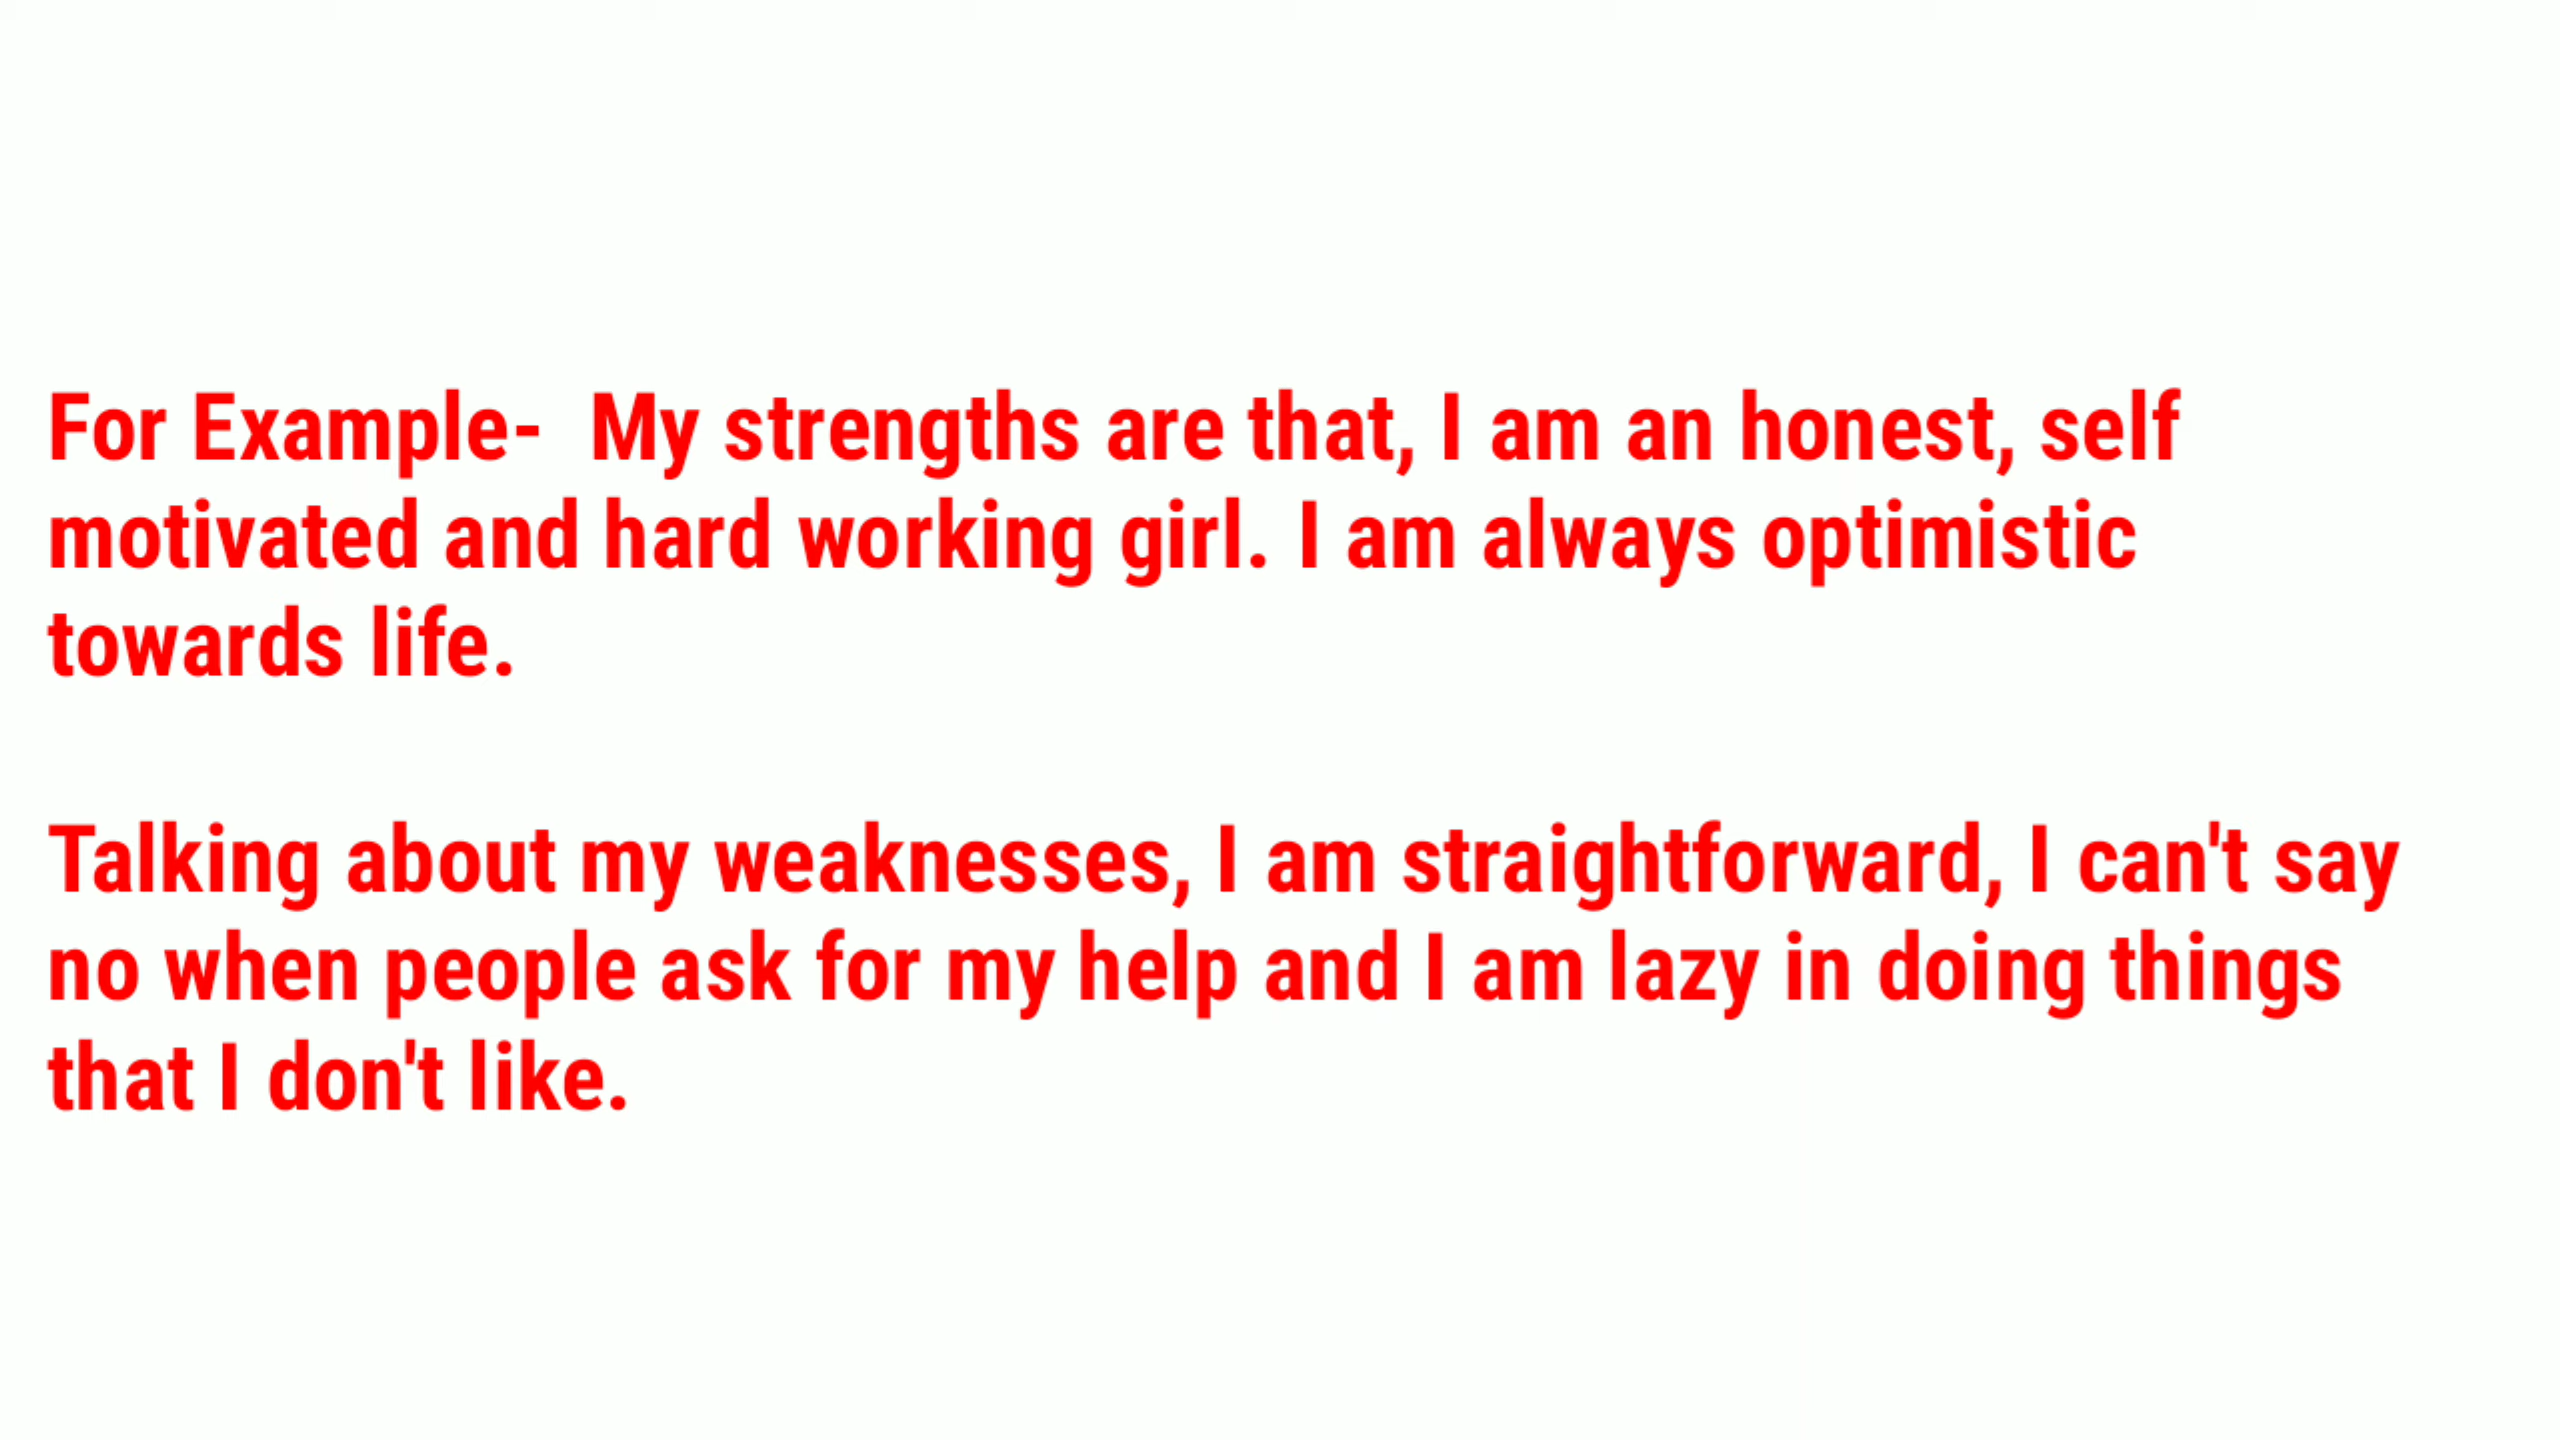 For Example-  My strengths are that, I am an honest, self
motivated and hard working girl. I am always optimistic
towards life.
Talking about my weaknesses, I am straightforward, I can't say
no when people ask for my help and I am lazy in doing things
that I don't like.